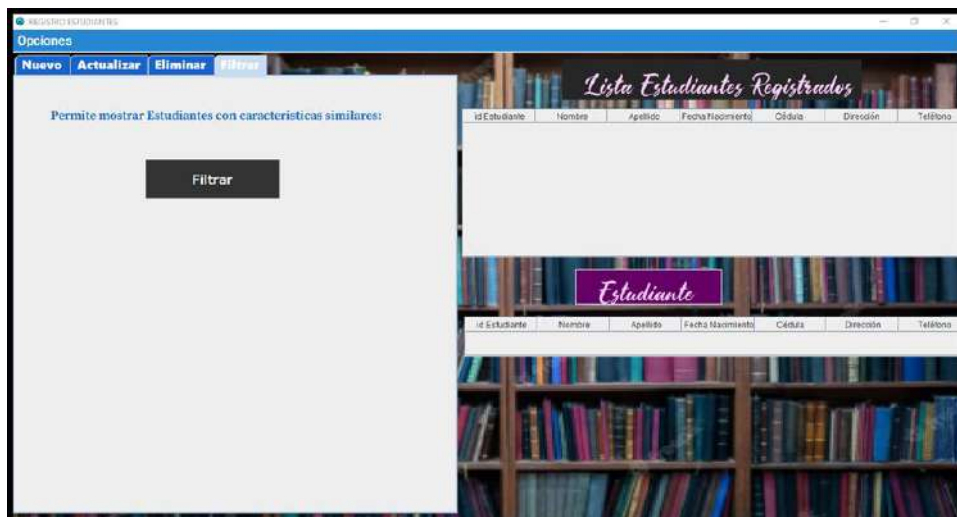 REGISTRO ESTUDIANTES
Opciones
Nuevo Actualizar Eliminar Filtrar
Permite mostrar Estudiantes con características similares:
Filtrar
Lista Estudiantes Registrados
id Estudiante Nombre Apellido Fecha Nacimiento Cédula Dirección Teléfono
Estudiante
id Estudiante Nombre Apellido Fecha Nacimiento Cédula Dirección Teléfono